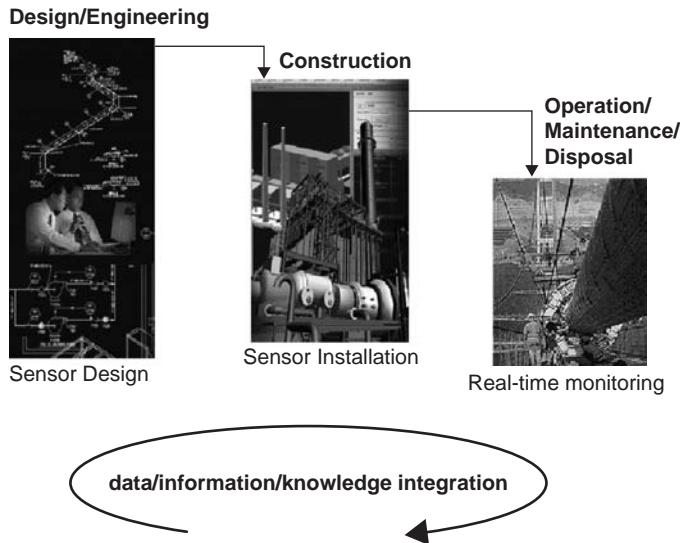 Design/Engineering
Construction
Operation/
Maintenance/
Disposal
Sensor Design
Sensor Installation
Real-time monitoring
data/information/knowledge integration